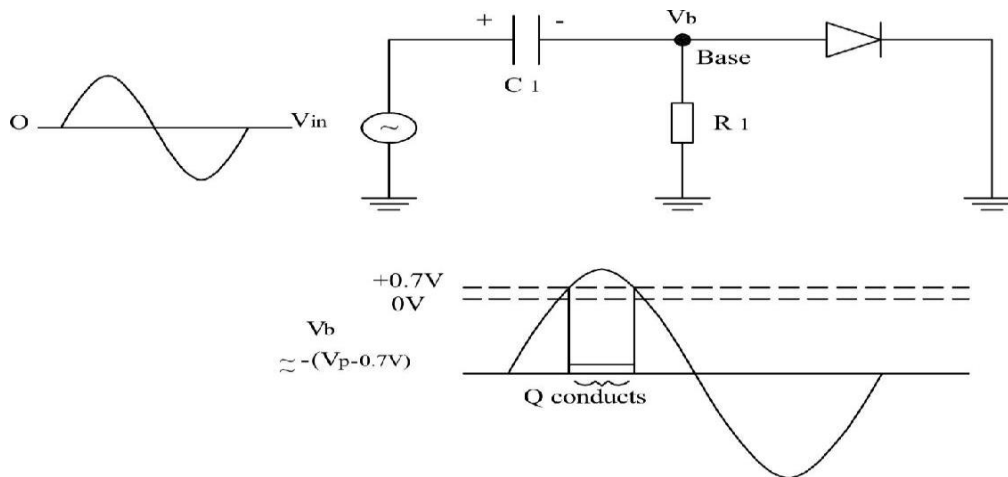 + -
Vb
Base
C 1
R 1
O
Vin
~
+0.7V
0V
Vb
≈ -(Vp-0.7V)
Q conducts